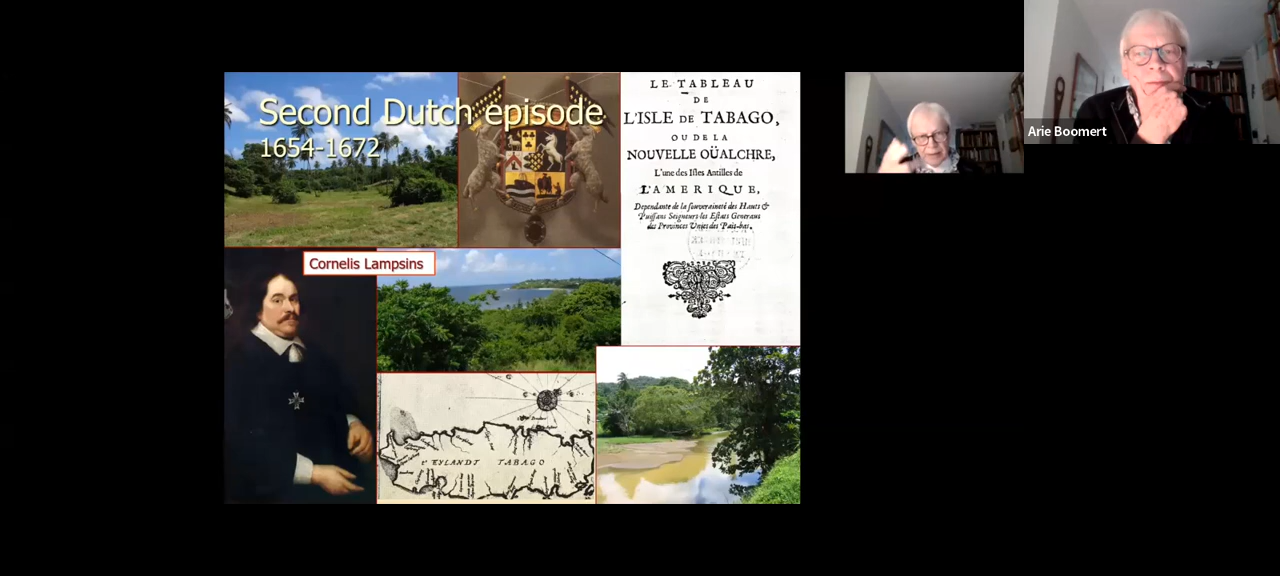 Second Dutch episode
1654-1672
LE TABLEAU
DE
L'ISLE DE TABAGO,
OU DE LA
NOUVELLE OÜALCHRE,
L'une des Isles Antilles de
L'AMERIQUE,
Dependante de la souveraineté des Hauts &
Puissans Seigneurs les Estats Generaux
des Provinces Unies des Païs-bas.
Cornelis Lampsins
t' EYLANDT TABAGO
Arie Boomert